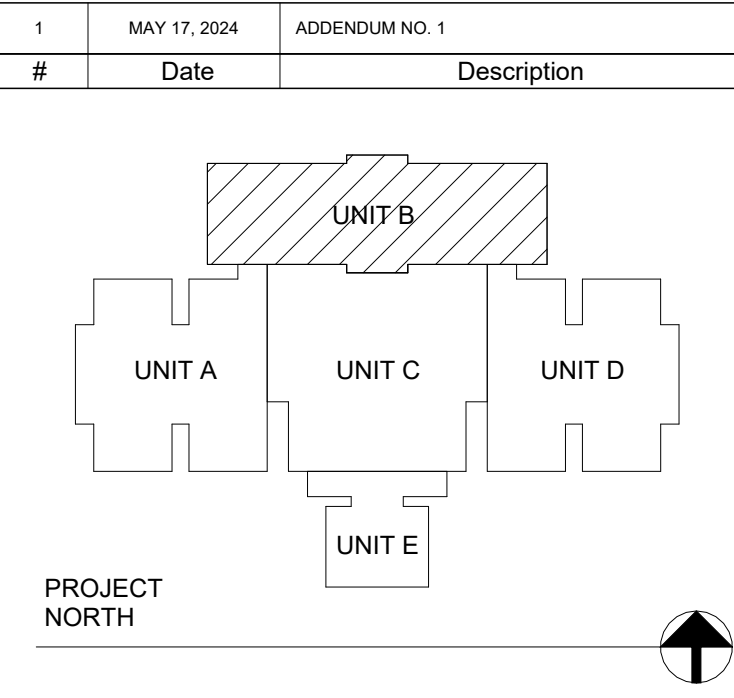 1 MAY 17, 2024 ADDENDUM NO. 1
# Date Description
UNIT B
UNIT A UNIT C UNIT D
UNIT E
PROJECT
NORTH